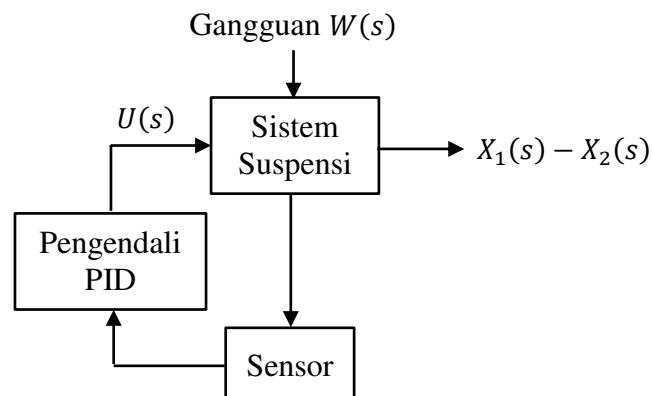 Gangguan W(s)
U(s)
Sistem
Suspensi
X₁(s) − X₂(s)
Pengendali
PID
Sensor